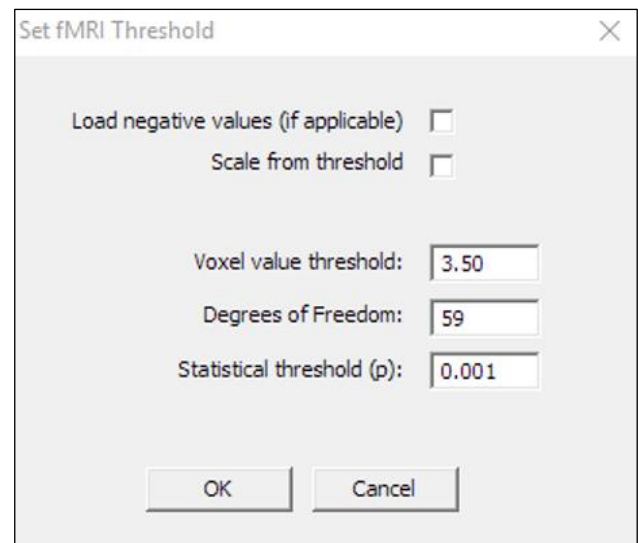 Set fMRI Threshold
Load negative values (if applicable)
Scale from threshold
Voxel value threshold: 3.50
Degrees of Freedom: 59
Statistical threshold (p): 0.001
OK Cancel